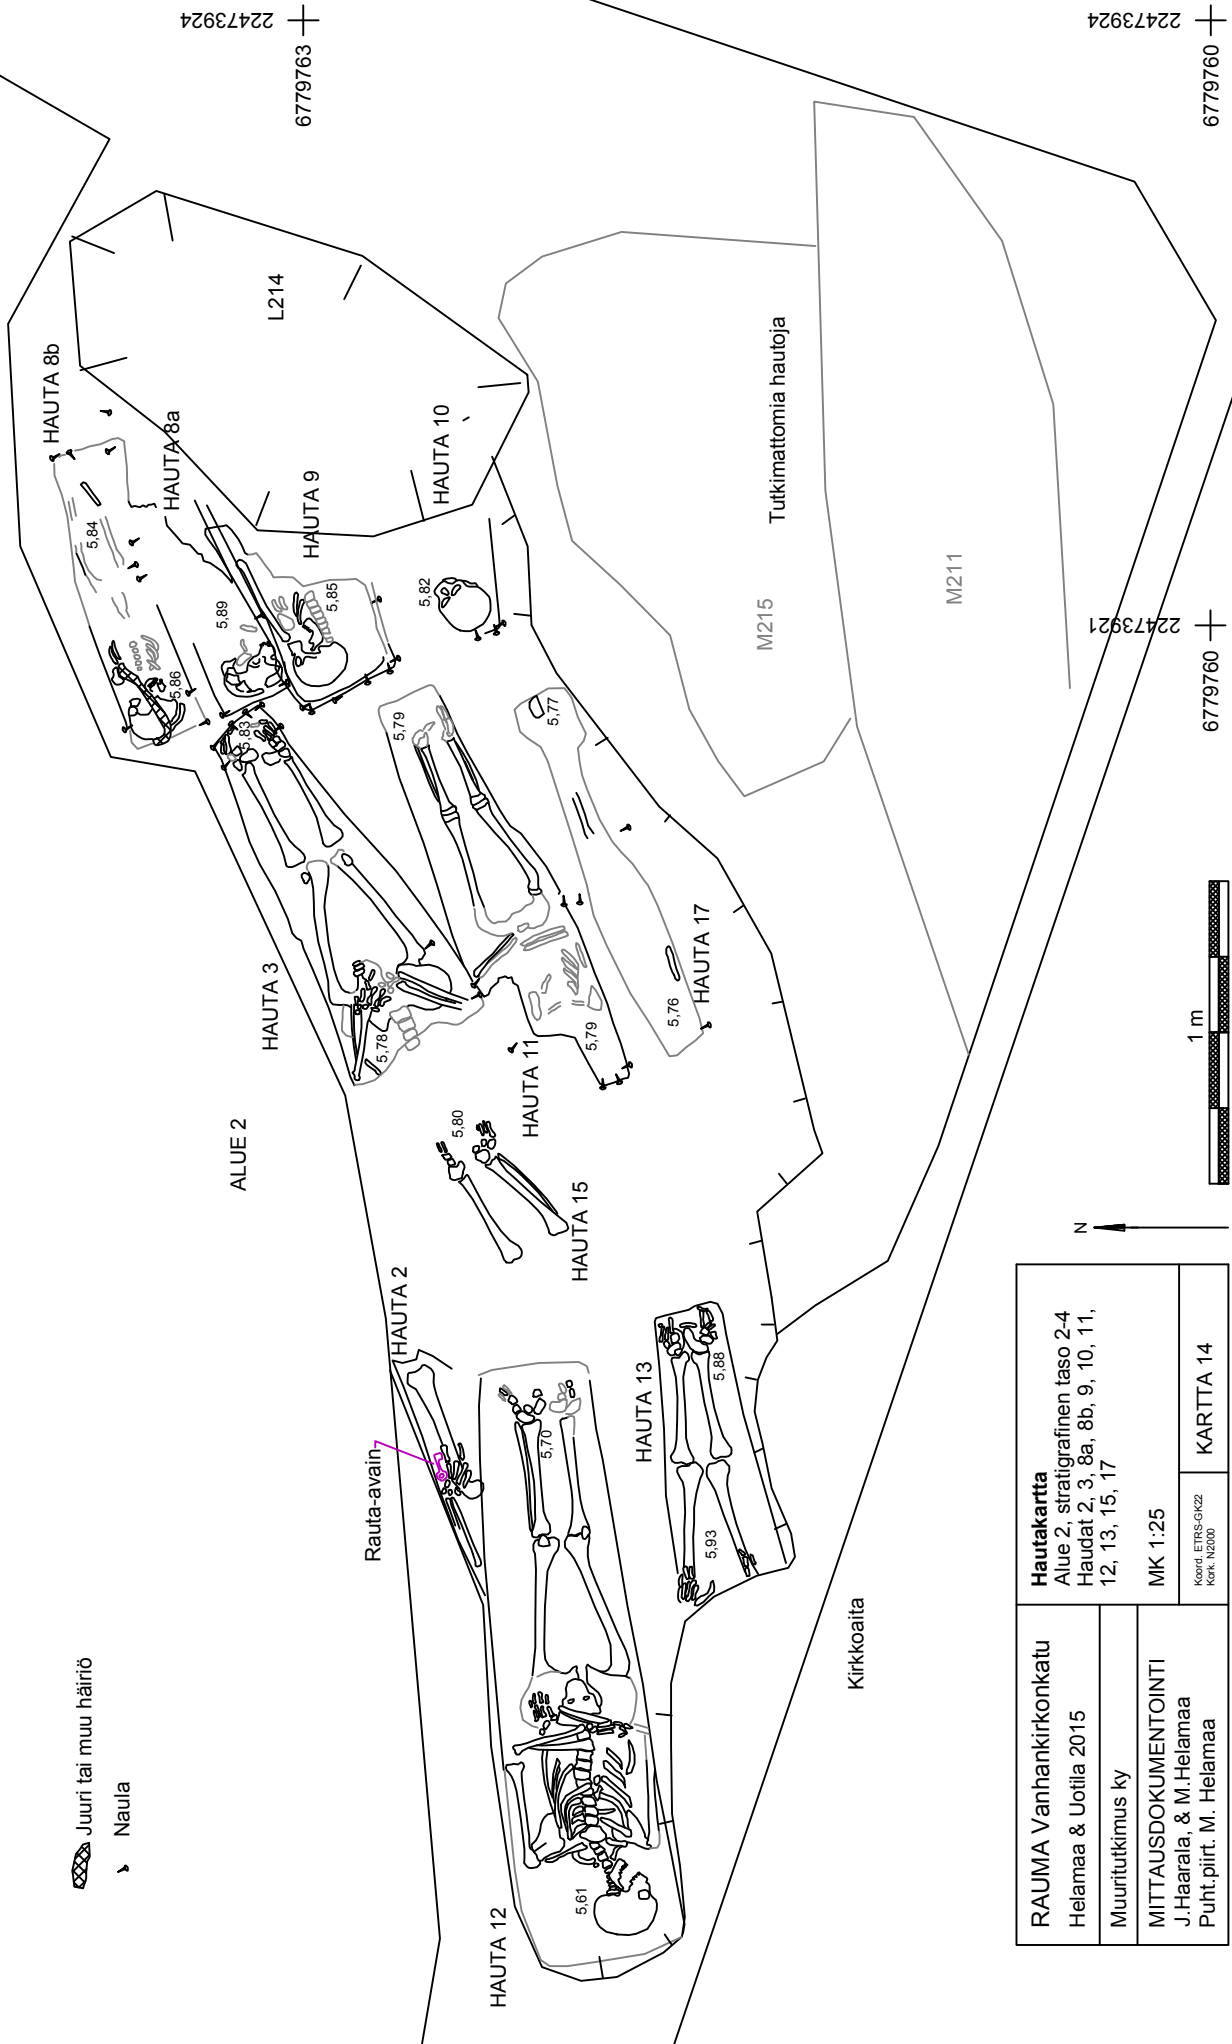 Juuri tai muu häiriö
Naula
22473924
6779763
22473924
6779760
22473921
6779760
HAUTA 8b
HAUTA 8a
HAUTA 9
HAUTA 10
L214
5,84
5,86
5,89
5,85
5,82
5,83
5,79
5,77
Tutkimattomia hautoja
M215
M211
HAUTA 3
5,78
HAUTA 11
5,79
5,76
HAUTA 17
ALUE 2
5,80
HAUTA 15
HAUTA 2
Rauta-avain
HAUTA 13
5,88
5,93
5,70
5,61
HAUTA 12
Kirkkoaita
1 m
N
RAUMA Vanhankirkonkatu
Helamaa & Uotila 2015
Muuritutkimus ky
MITTAUSDOKUMENTOINTI
J.Haarala, & M.Helamaa
Puht.piirt. M. Helamaa
Hautakartta
Alue 2, stratigrafinen taso 2-4
Haudat 2, 3, 8a, 8b, 9, 10, 11,
12, 13, 15, 17
MK 1:25
Koord. ETRS-GK22
Kork. N2000
KARTTA 14